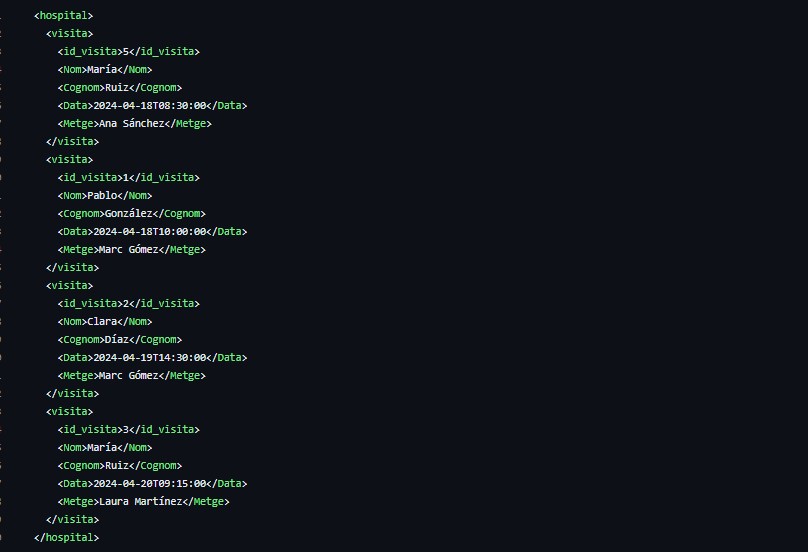 <hospital>
<visita>
<id_visita>5</id_visita>
<Nom>María</Nom>
<Cognom>Ruiz</Cognom>
<Data>2024-04-18T08:30:00</Data>
<Metge>Ana Sánchez</Metge>
</visita>
<visita>
<id_visita>1</id_visita>
<Nom>Pablo</Nom>
<Cognom>González</Cognom>
<Data>2024-04-18T10:00:00</Data>
<Metge>Marc Gómez</Metge>
</visita>
<visita>
<id_visita>2</id_visita>
<Nom>Clara</Nom>
<Cognom>Díaz</Cognom>
<Data>2024-04-19T14:30:00</Data>
<Metge>Marc Gómez</Metge>
</visita>
<visita>
<id_visita>3</id_visita>
<Nom>María</Nom>
<Cognom>Ruiz</Cognom>
<Data>2024-04-20T09:15:00</Data>
<Metge>Laura Martínez</Metge>
</visita>
</hospital>